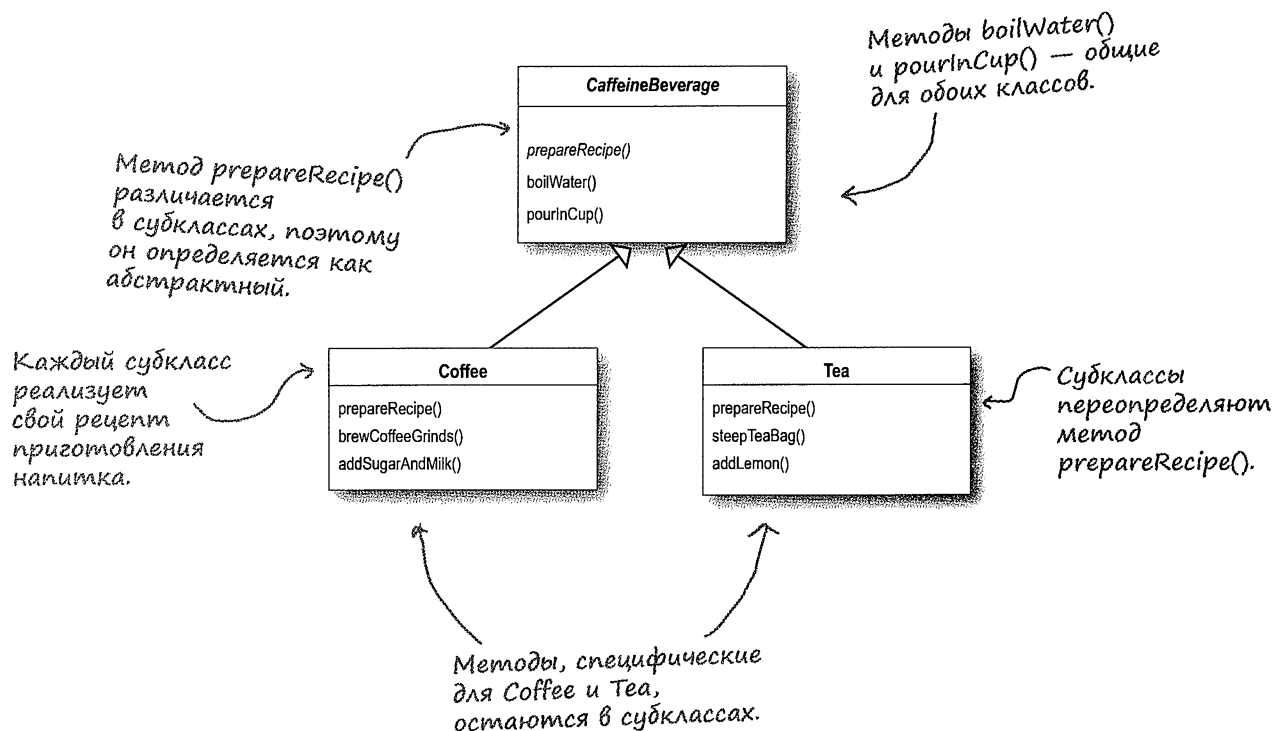 Методы boilWater()
и pourInCup() — общие
для обоих классов.
CaffeineBeverage
prepareRecipe()
boilWater()
pourInCup()
Метод prepareRecipe()
различается
в субклассах, поэтому
он определяется как
абстрактный.
Каждый субкласс
реализует
свой рецепт
приготовления
напитка.
Coffee
prepareRecipe()
brewCoffeeGrinds()
addSugarAndMilk()
Tea
prepareRecipe()
steepTeaBag()
addLemon()
Субклассы
переопределяют
метод
prepareRecipe().
Методы, специфические
для Coffee и Tea,
остаются в субклассах.